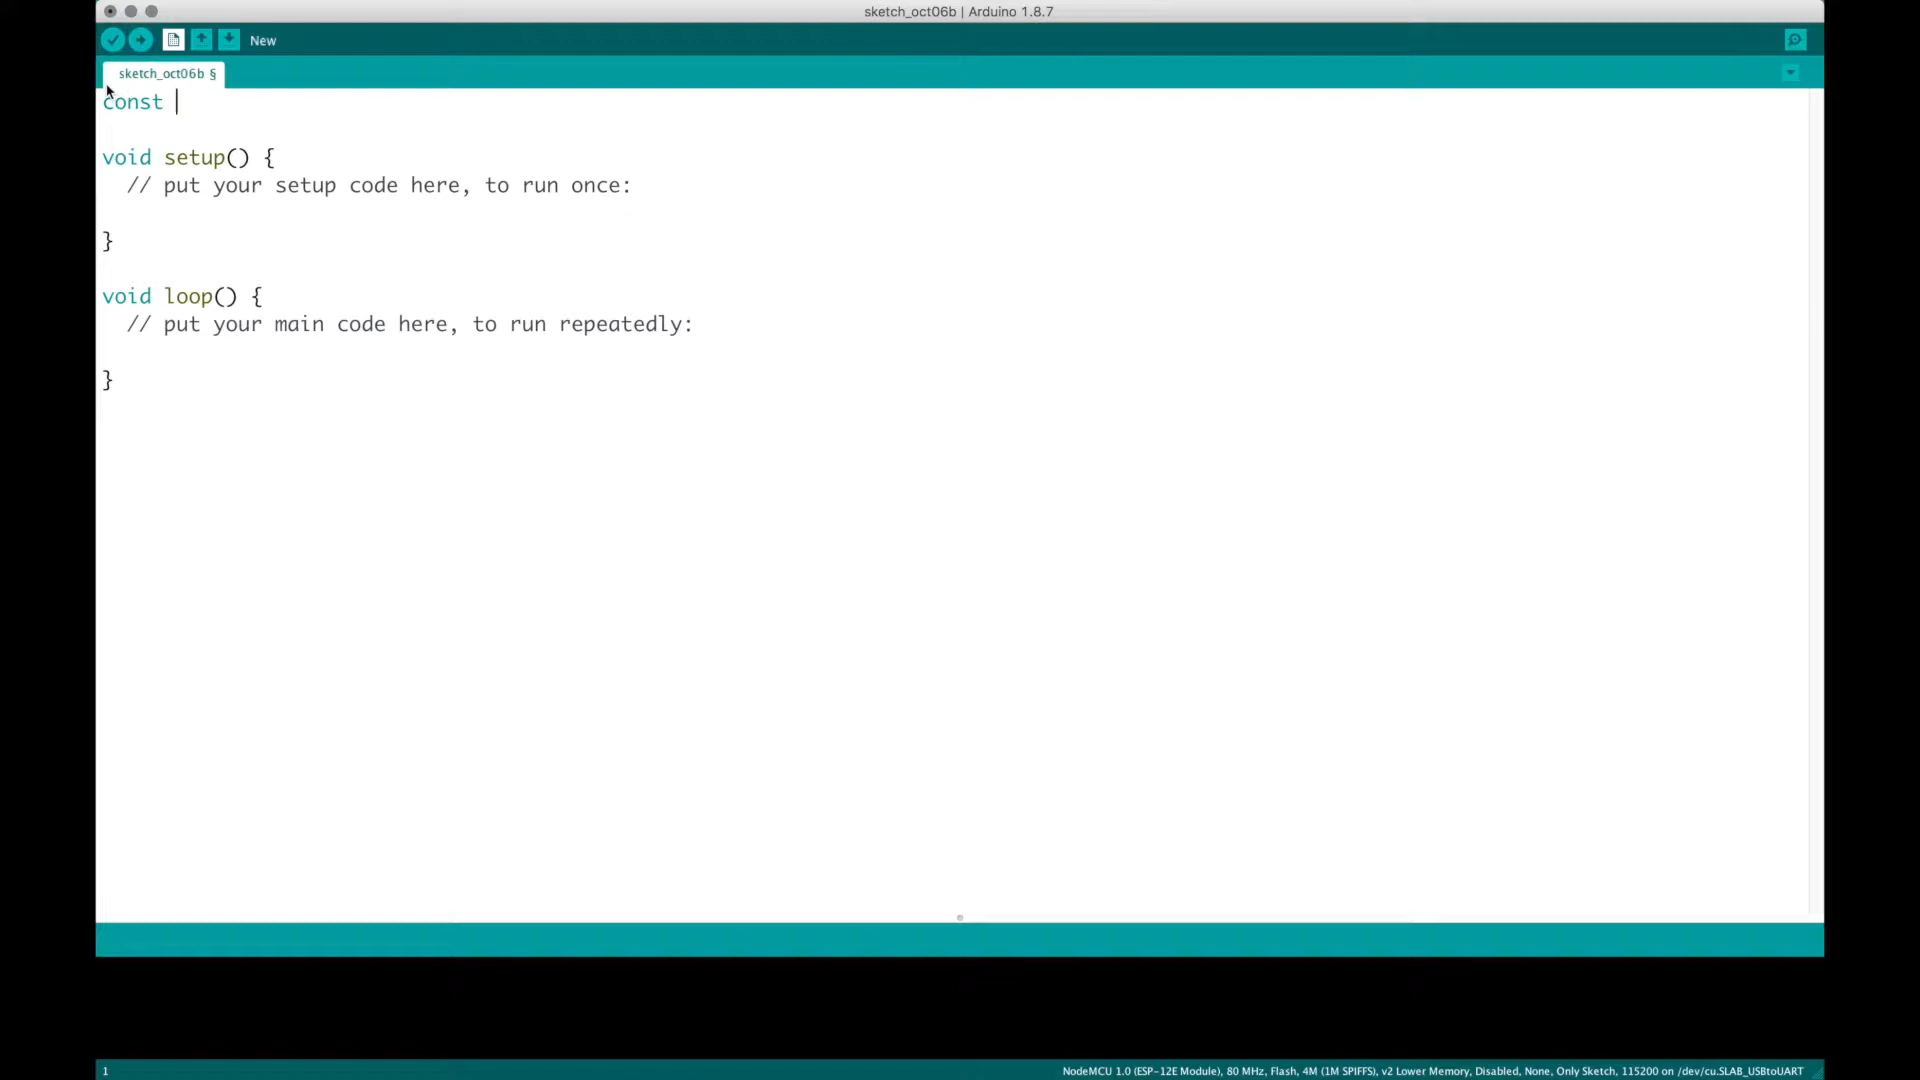 sketch_oct06b | Arduino 1.8.7
New
sketch_oct06b §
const
void setup() {
  // put your setup code here, to run once:
}
void loop() {
  // put your main code here, to run repeatedly:
}
1
NodeMCU 1.0 (ESP-12E Module), 80 MHz, Flash, 4M (1M SPIFFS), v2 Lower Memory, Disabled, None, Only Sketch, 115200 on /dev/cu.SLAB_USBtoUART